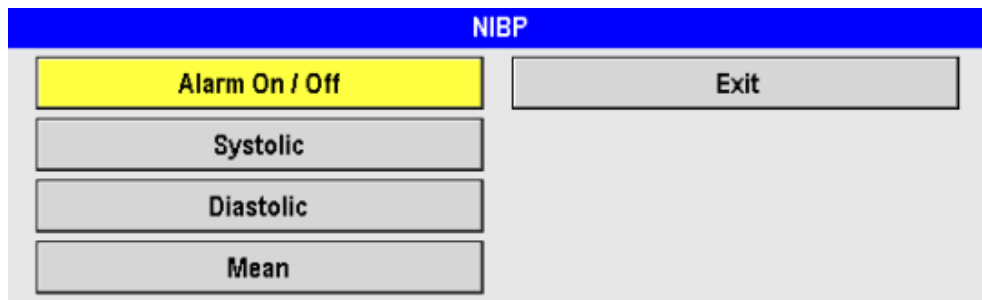 NIBP
Alarm On / Off
Exit
Systolic
Diastolic
Mean